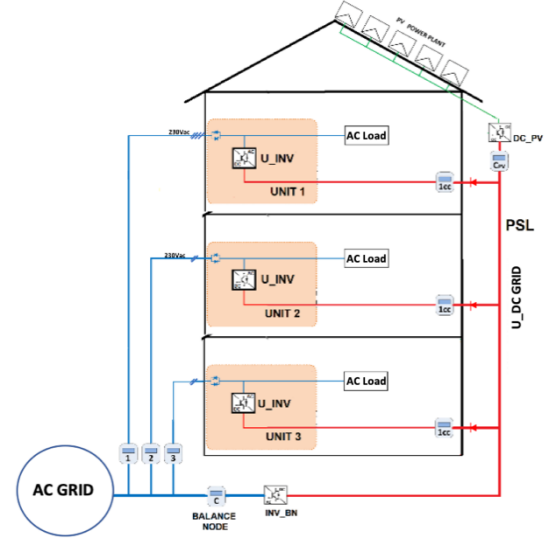 PV POWER PLANT
DC_PV
CPV
230Vac
AC Load
U_INV
UNIT 1
1cc
PSL
230Vac
AC Load
U_INV
UNIT 2
1cc
U_DC GRID
AC Load
U_INV
UNIT 3
1cc
1
2
3
AC GRID
C
BALANCE
NODE
INV_BN